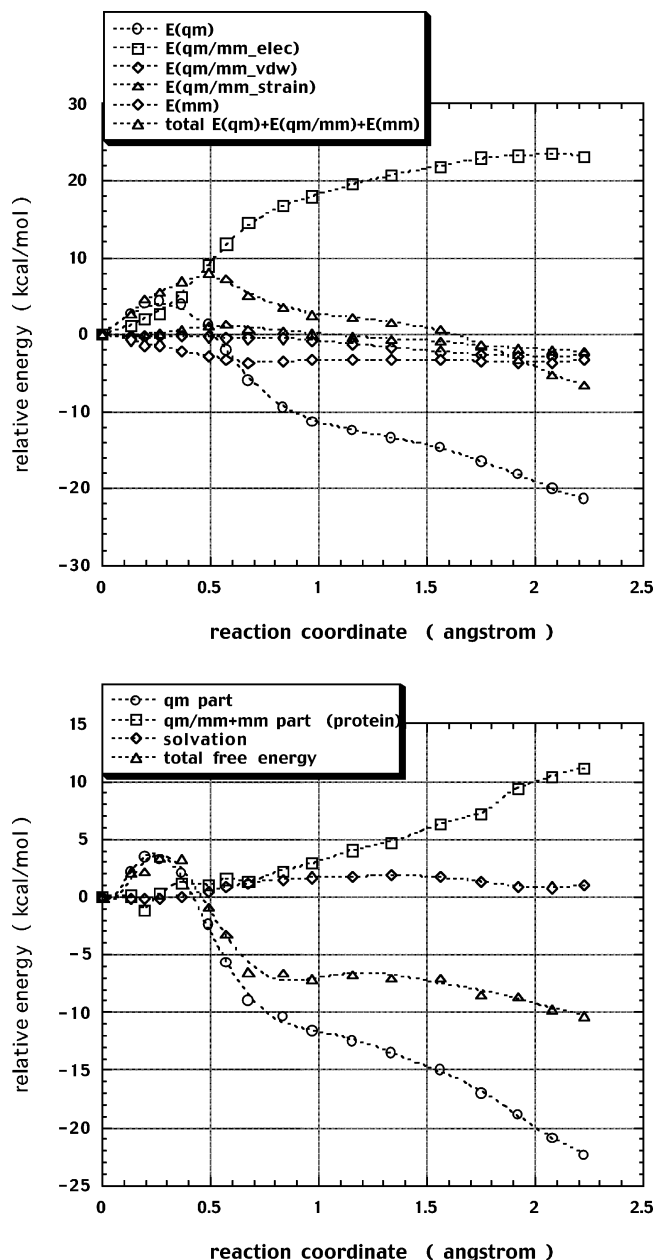 E(qm)
E(qm/mm_elec)
E(qm/mm_vdw)
E(qm/mm_strain)
E(mm)
total E(qm)+E(qm/mm)+E(mm)
30
20
10
0
-10
-20
-30
relative energy ( kcal/mol )
0 0.5 1 1.5 2 2.5
reaction coordinate ( angstrom )
qm part
qm/mm+mm part (protein)
solvation
total free energy
15
10
5
0
-5
-10
-15
-20
-25
relative energy ( kcal/mol )
0 0.5 1 1.5 2 2.5
reaction coordinate ( angstrom )